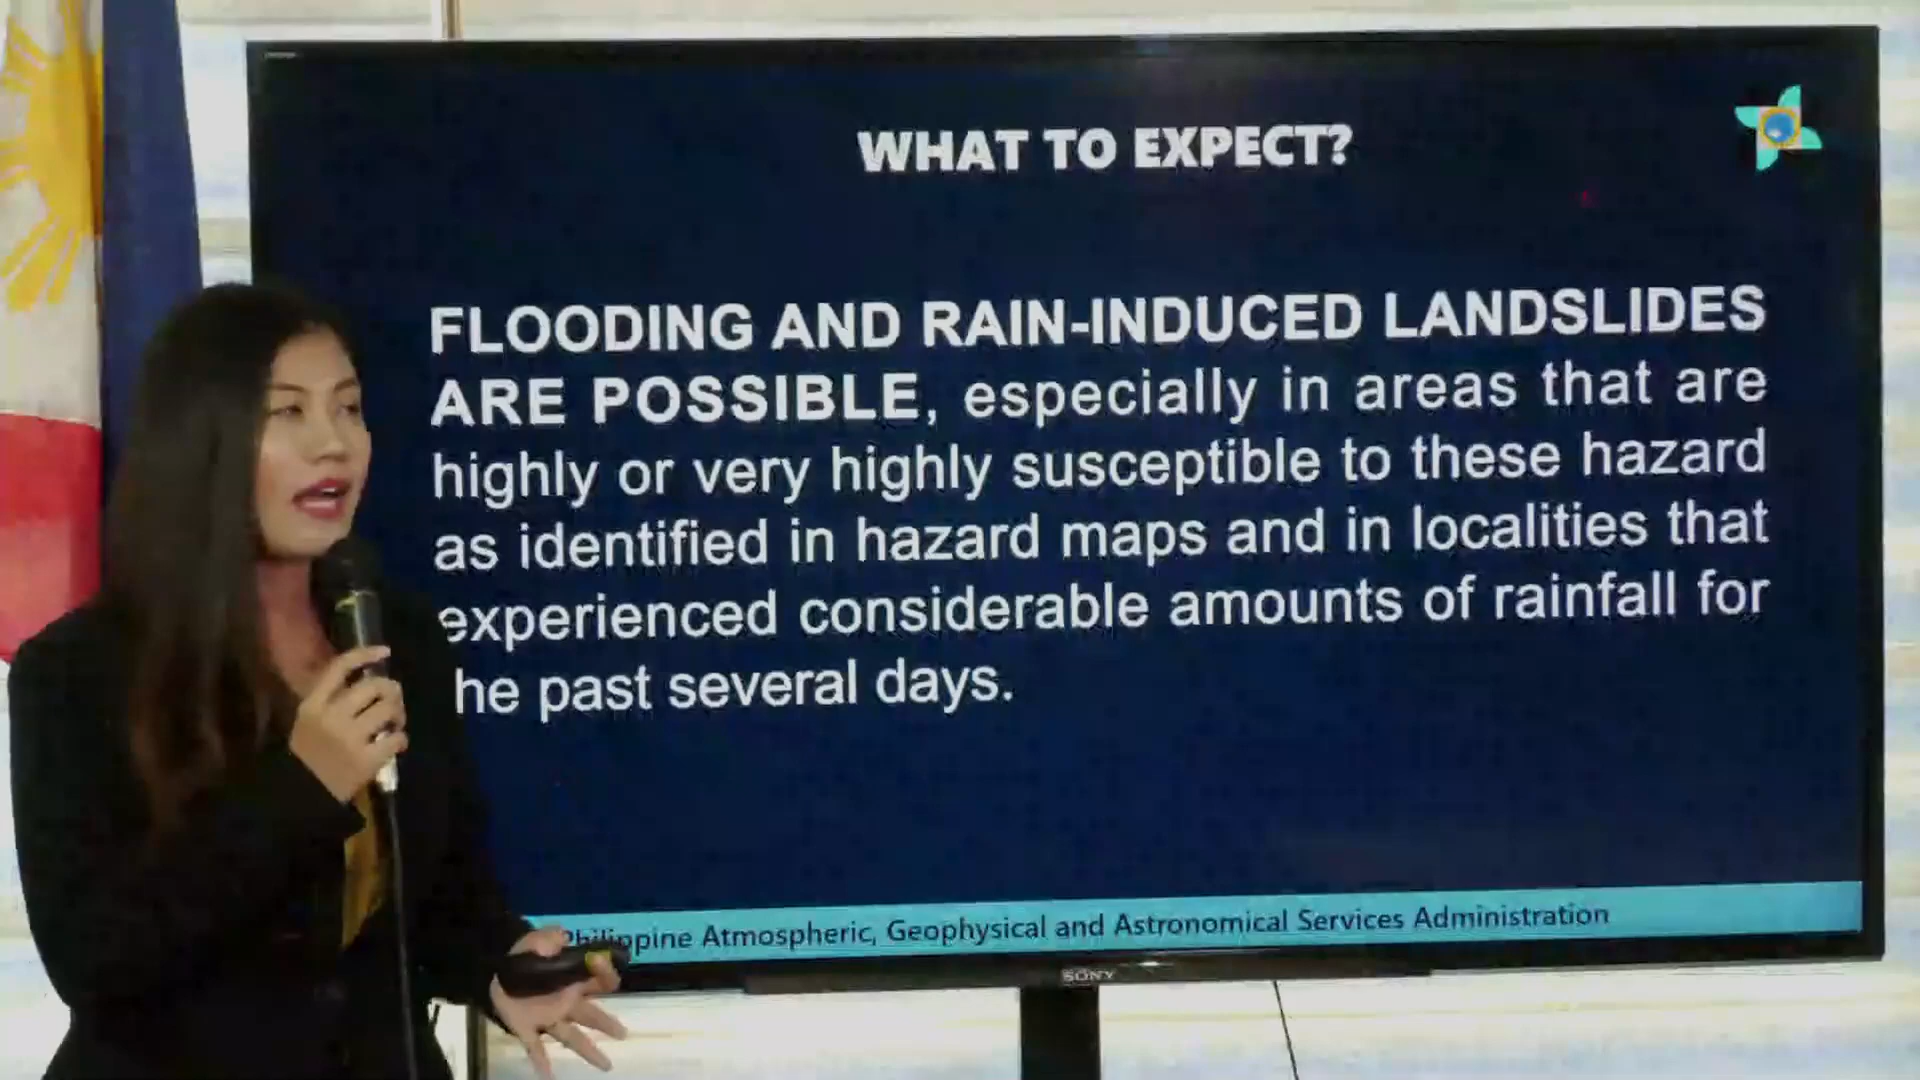 WHAT TO EXPECT?
FLOODING AND RAIN-INDUCED LANDSLIDES
ARE POSSIBLE, especially in areas that are
highly or very highly susceptible to these hazard
as identified in hazard maps and in localities that
experienced considerable amounts of rainfall for
he past several days.
Philippine Atmospheric, Geophysical and Astronomical Services Administration
SONY